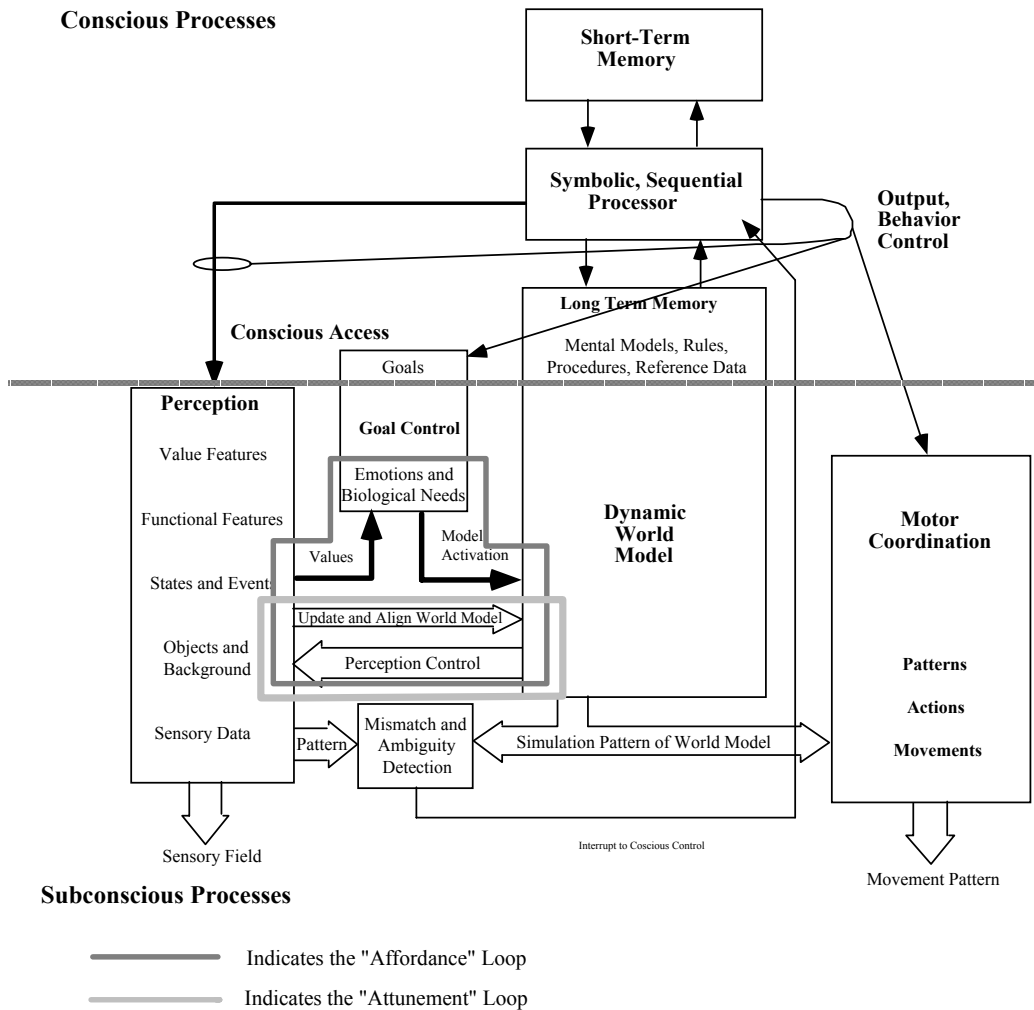 Conscious Processes
Short-Term
Memory
Symbolic, Sequential
Processor
Output,
Behavior
Control
Long Term Memory
Mental Models, Rules,
Procedures, Reference Data
Conscious Access
Goals
Perception
Value Features
Functional Features
States and Events
Objects and
Background
Sensory Data
Goal Control
Emotions and
Biological Needs
Values
Model
Activation
Dynamic
World
Model
Update and Align World Model
Perception Control
Motor
Coordination
Patterns
Actions
Movements
Pattern
Mismatch and
Ambiguity
Detection
Simulation Pattern of World Model
Interrupt to Coscious Control
Sensory Field
Movement Pattern
Subconscious Processes
Indicates the "Affordance" Loop
Indicates the "Attunement" Loop